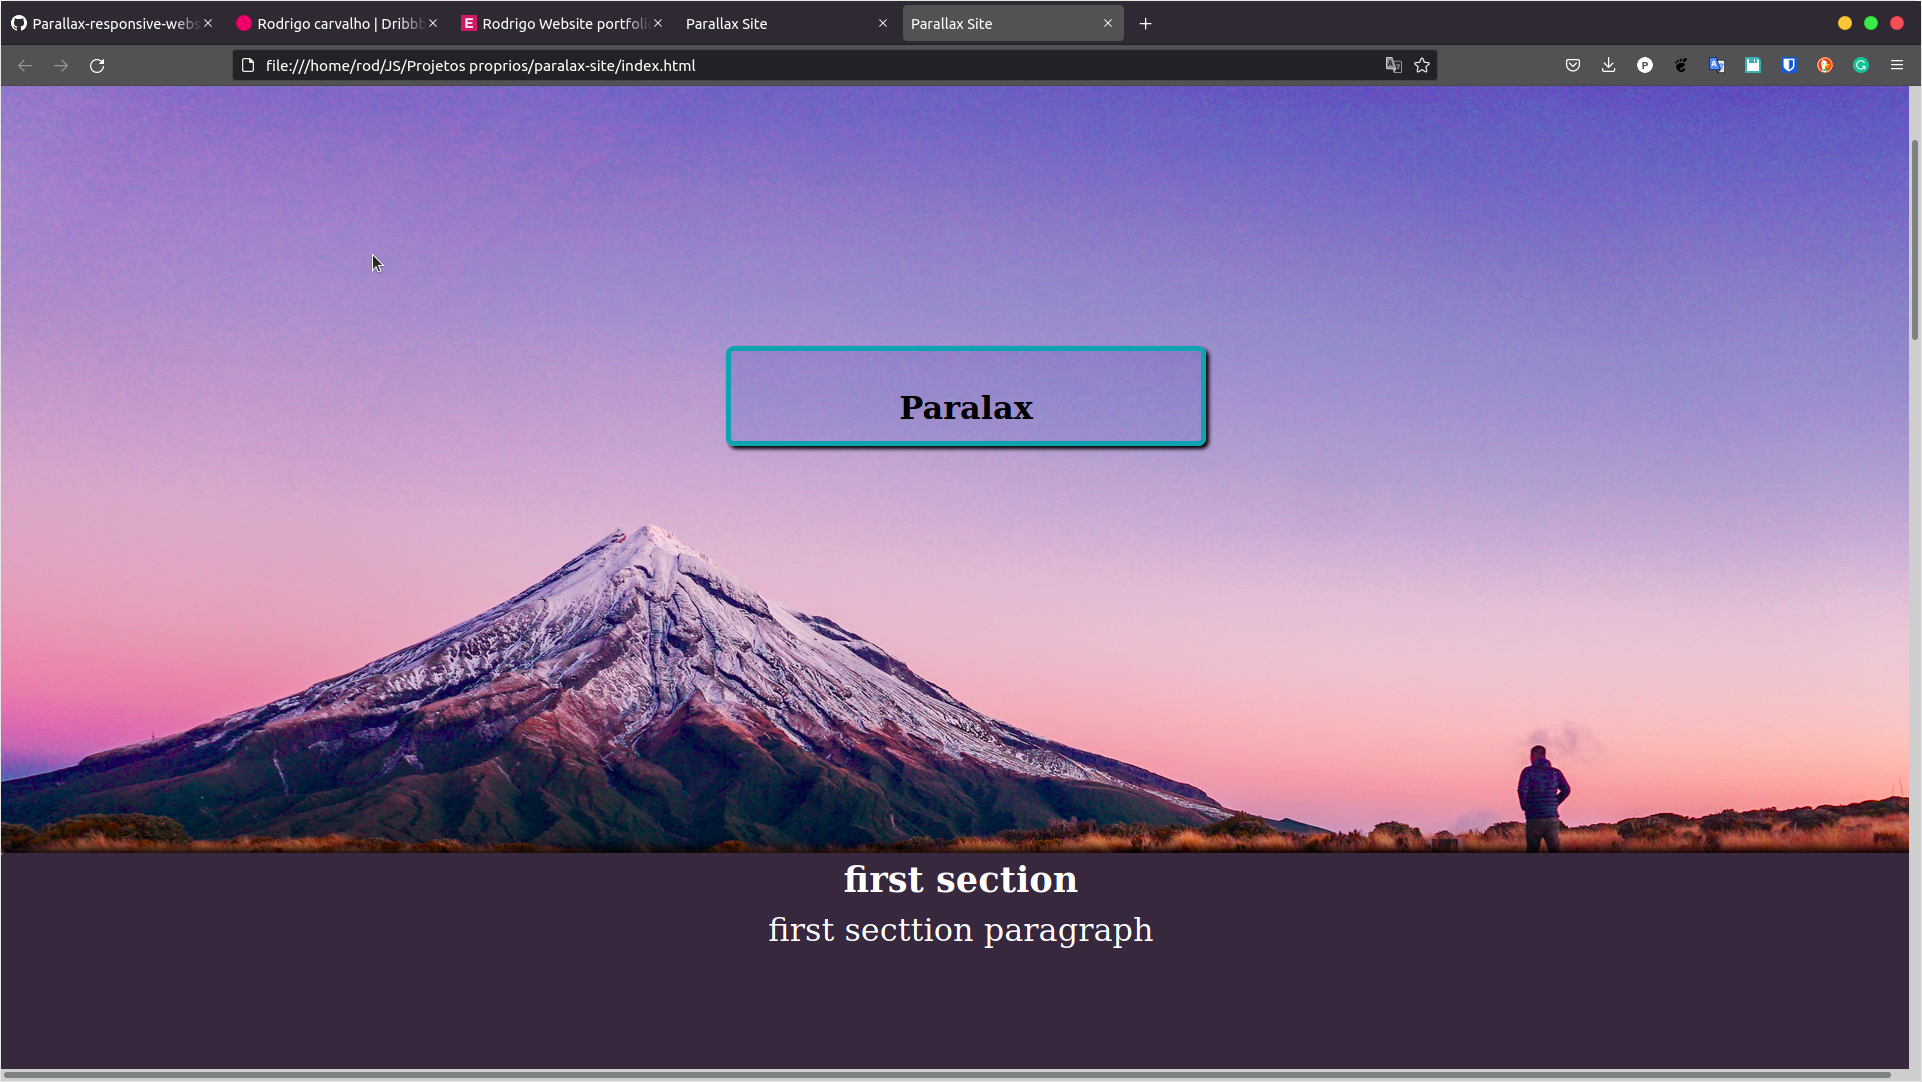 Parallax-responsive-webs
Rodrigo carvalho | Dribbb
E Rodrigo Website portfoli
Parallax Site
Parallax Site
file:///home/rod/JS/Projetos proprios/paralax-site/index.html
Paralax
first section
first secttion paragraph